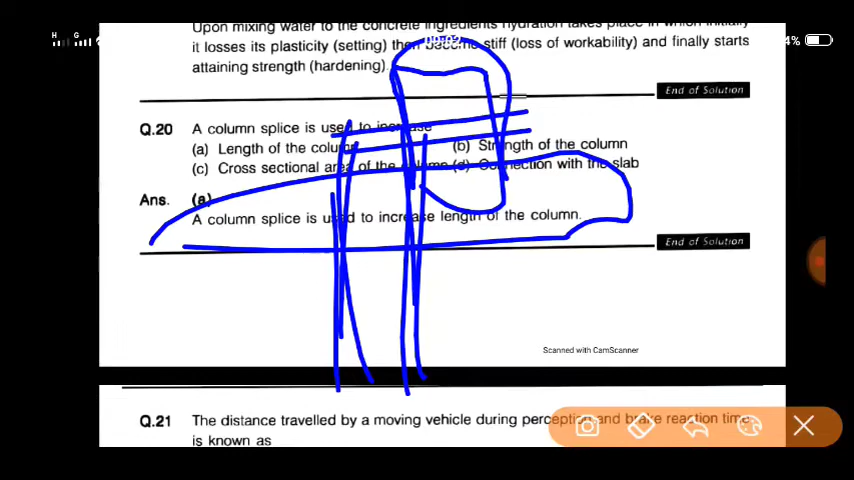 Upon mixing water to the concrete ingredients hydration takes place in which initially
it losses its plasticity (setting) then become stiff (loss of workability) and finally starts
attaining strength (hardening).
4%
H G
End of Solution
Q.20 A column splice is used to increase
(a) Length of the column (b) Strength of the column
(c) Cross sectional area of the column (d) Connection with the slab
Ans. (a)
A column splice is used to increase length of the column.
End of Solution
Scanned with CamScanner
Q.21 The distance travelled by a moving vehicle during perception and brake reaction time
is known as